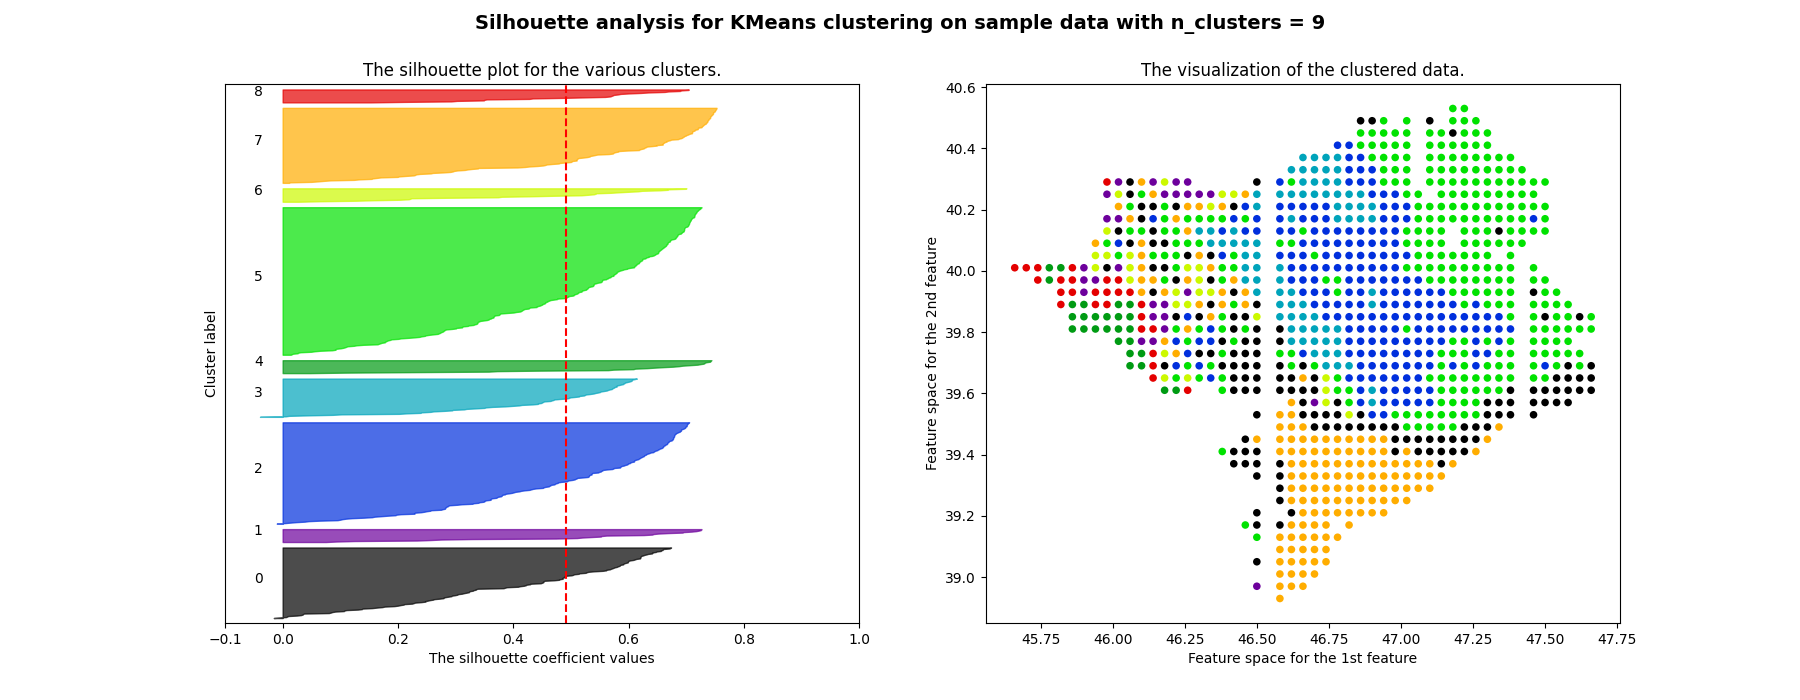 Silhouette analysis for KMeans clustering on sample data with n_clusters = 9
The silhouette plot for the various clusters.
Cluster label
8
7
6
5
4
3
2
1
0
−0.1 0.0 0.2 0.4 0.6 0.8 1.0
The silhouette coefficient values
The visualization of the clustered data.
Feature space for the 2nd feature
40.6
40.4
40.2
40.0
39.8
39.6
39.4
39.2
39.0
45.75 46.00 46.25 46.50 46.75 47.00 47.25 47.50 47.75
Feature space for the 1st feature